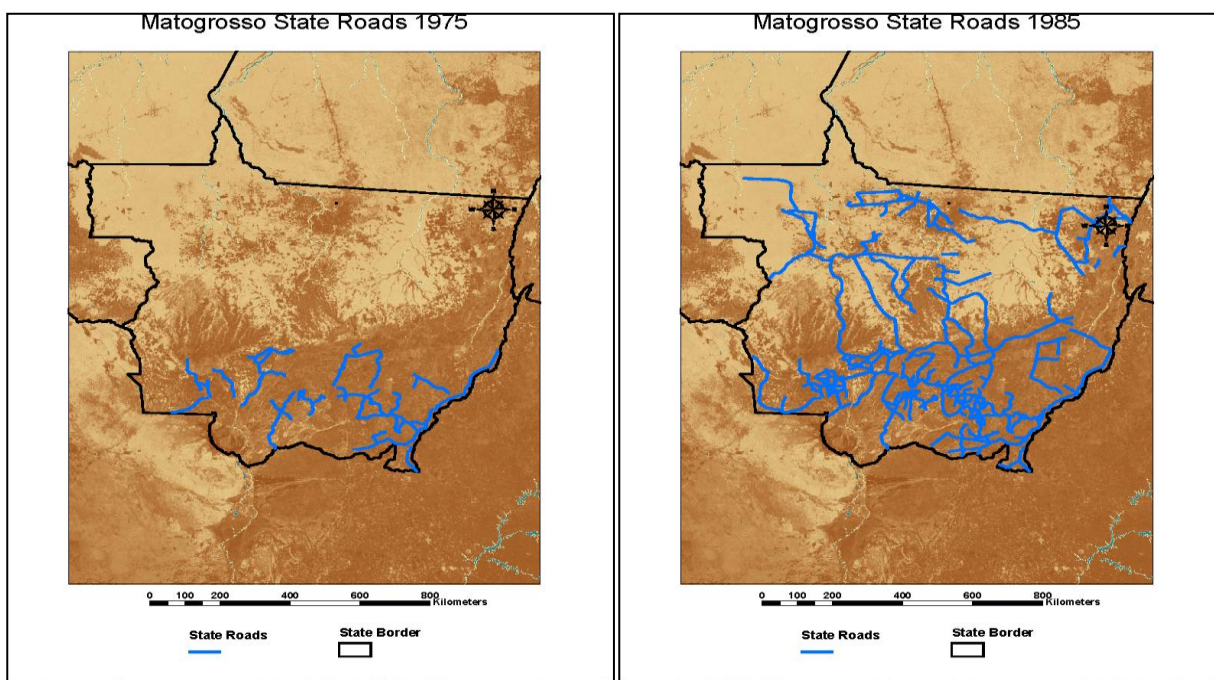 Matogrosso State Roads 1975
0 100 200 400 600 800
Kilometers
State Roads
State Border
Matogrosso State Roads 1985
0 100 200 400 600 800
Kilometers
State Roads
State Border